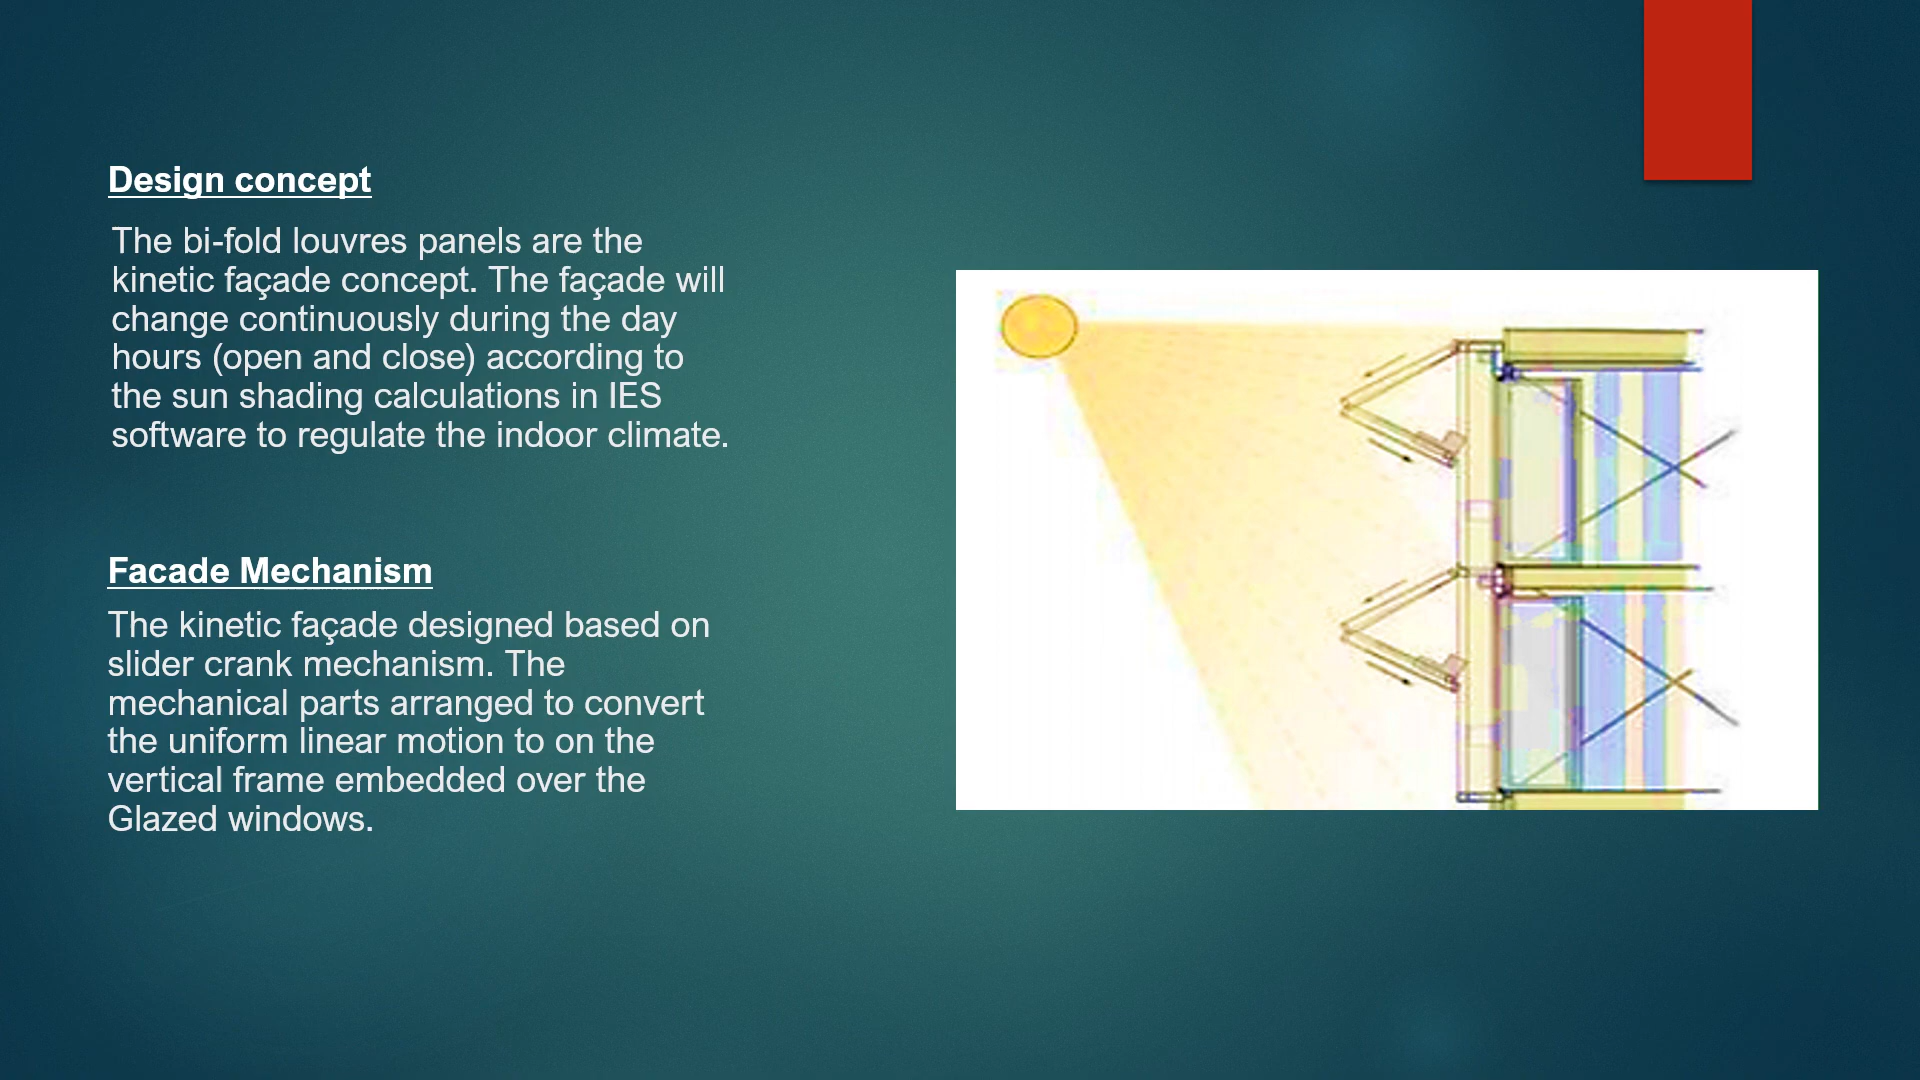 Design concept
The bi-fold louvres panels are the
kinetic façade concept. The façade will
change continuously during the day
hours (open and close) according to
the sun shading calculations in IES
software to regulate the indoor climate.
Facade Mechanism
The kinetic façade designed based on
slider crank mechanism. The
mechanical parts arranged to convert
the uniform linear motion to on the
vertical frame embedded over the
Glazed windows.